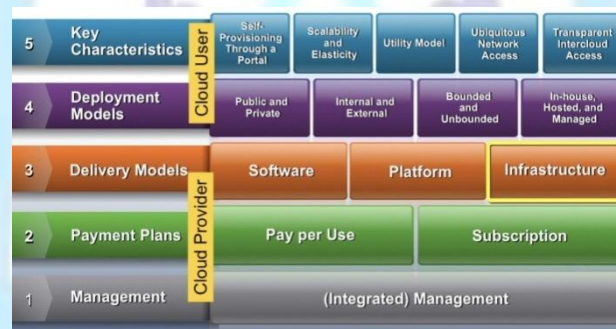 5
Key
Characteristics
Self-
Provisioning
Through a
Portal
Scalability
and
Elasticity
Utility Model
Ubiquitous
Network
Access
Transparent
Intercloud
Access
Cloud User
4
Deployment
Models
Public and
Private
Internal and
External
Bounded
and
Unbounded
In-house,
Hosted, and
Managed
3
Delivery Models
Software
Platform
Infrastructure
Cloud Provider
2
Payment Plans
Pay per Use
Subscription
1
Management
(Integrated) Management